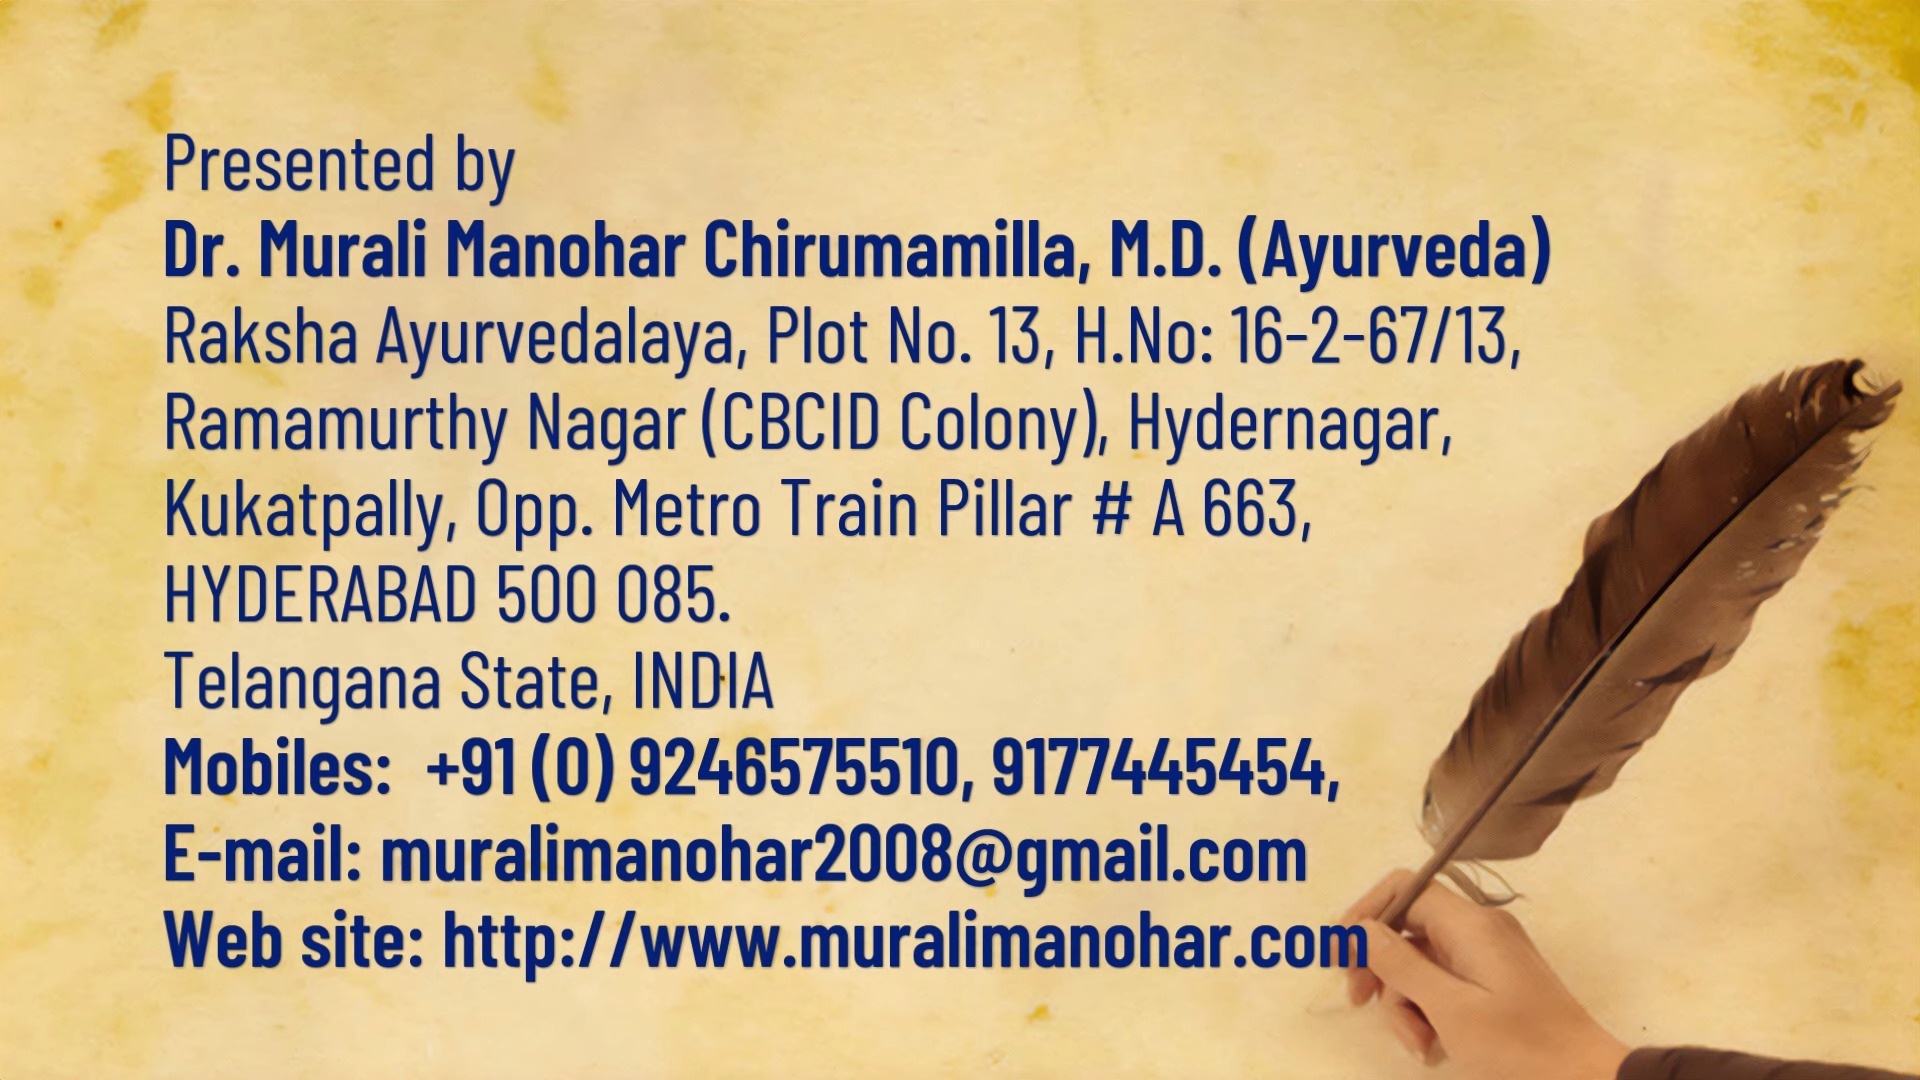 Presented by
Dr. Murali Manohar Chirumamilla, M.D. (Ayurveda)
Raksha Ayurvedalaya, Plot No. 13, H.No: 16-2-67/13,
Ramamurthy Nagar (CBCID Colony), Hydernagar,
Kukatpally, Opp. Metro Train Pillar # A 663,
HYDERABAD 500 085.
Telangana State, INDIA
Mobiles:  +91 (0) 9246575510, 9177445454,
E-mail: muralimanohar2008@gmail.com
Web site: http://www.muralimanohar.com